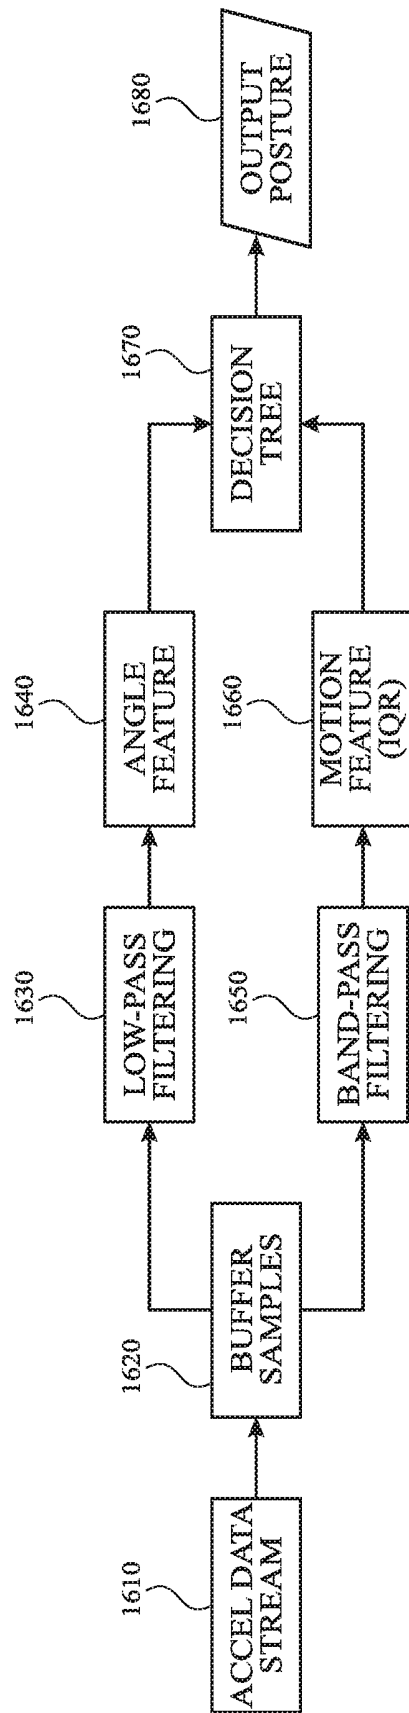 1610
ACCEL DATA
STREAM
1620
BUFFER
SAMPLES
1630
LOW-PASS
FILTERING
1640
ANGLE
FEATURE
1650
BAND-PASS
FILTERING
1660
MOTION
FEATURE
(IQR)
1670
DECISION
TREE
1680
OUTPUT
POSTURE